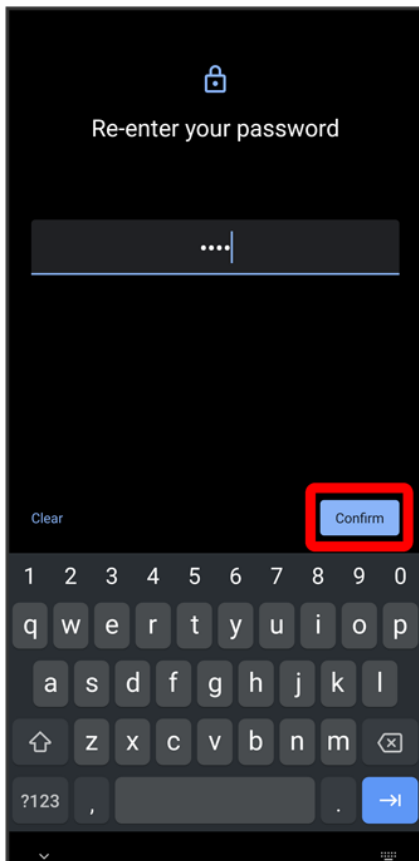 Re-enter your password
••••
Clear
Confirm
1 2 3 4 5 6 7 8 9 0
q w e r t y u i o p
a s d f g h j k l
z x c v b n m
?123 , .